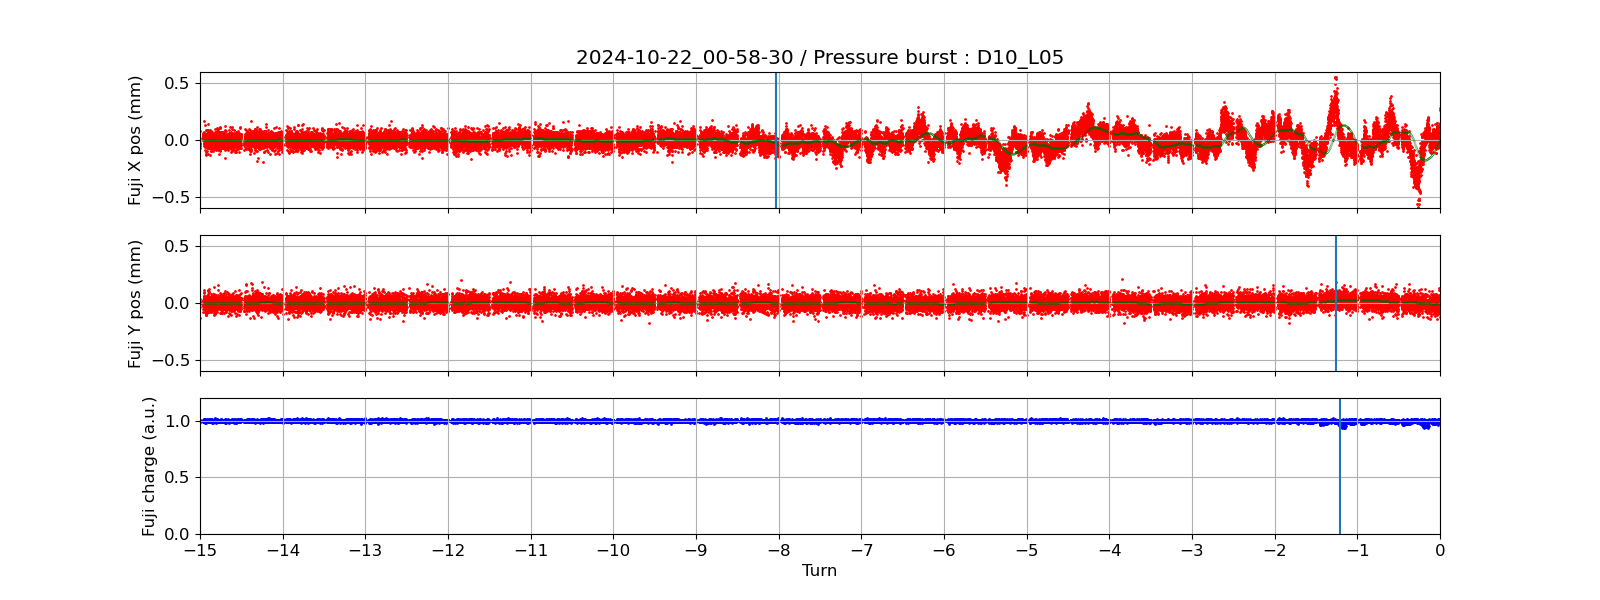 2024-10-22_00-58-30 / Pressure burst : D10_L05
Fuji X pos (mm)
0.5
0.0
−0.5
Fuji Y pos (mm)
0.5
0.0
−0.5
Fuji charge (a.u.)
1.0
0.5
0.0
−15 −14 −13 −12 −11 −10 −9 −8 −7 −6 −5 −4 −3 −2 −1 0
Turn